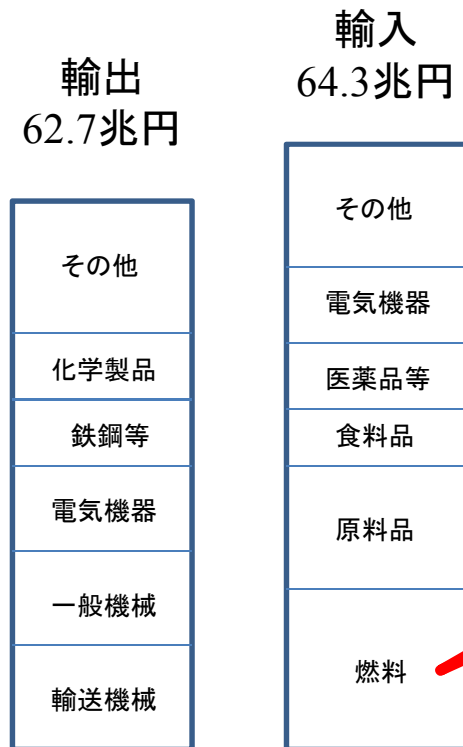 輸出
62.7兆円
その他
化学製品
鉄鋼等
電気機器
一般機械
輸送機械
輸入
64.3兆円
その他
電気機器
医薬品等
食料品
原料品
燃料